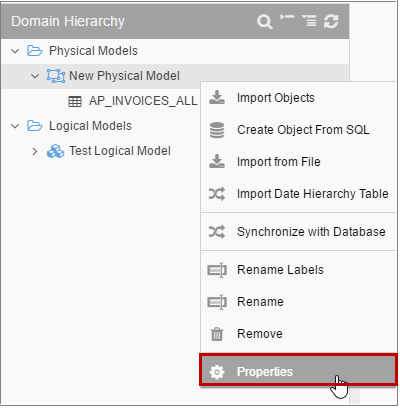 Domain Hierarchy
Physical Models
New Physical Model
AP_INVOICES_ALL
Logical Models
Test Logical Model
Import Objects
Create Object From SQL
Import from File
Import Date Hierarchy Table
Synchronize with Database
Rename Labels
Rename
Remove
Properties